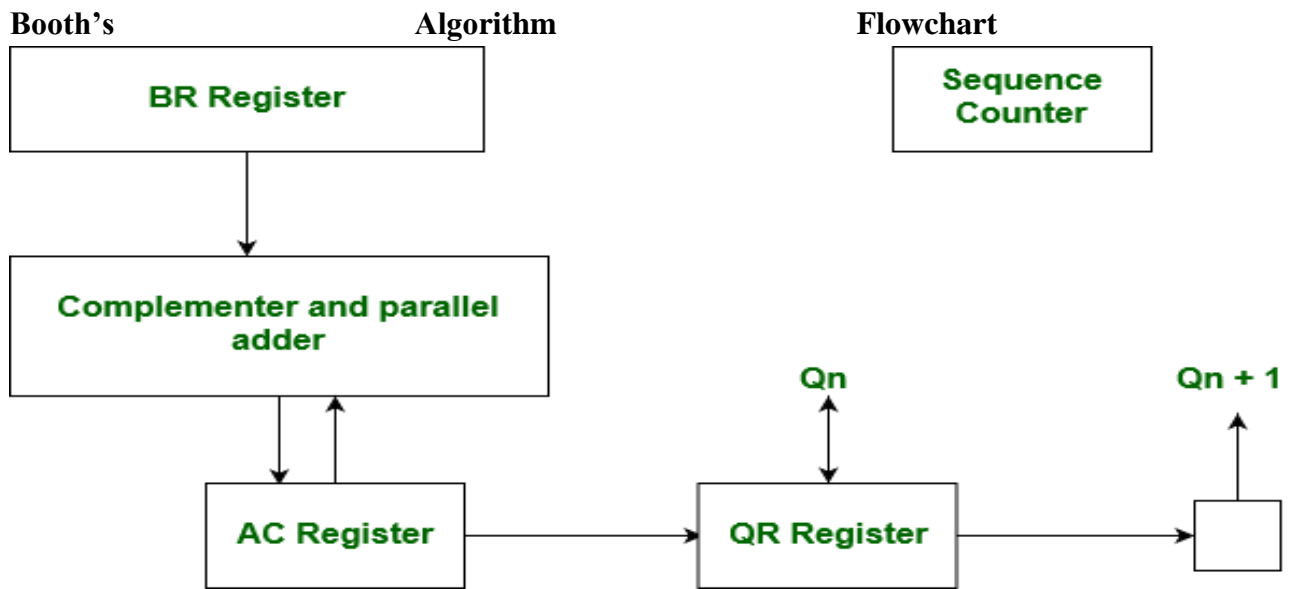 Booth’s Algorithm Flowchart
BR Register
Sequence
Counter
Complementer and parallel
adder
Qn
Qn + 1
AC Register
QR Register